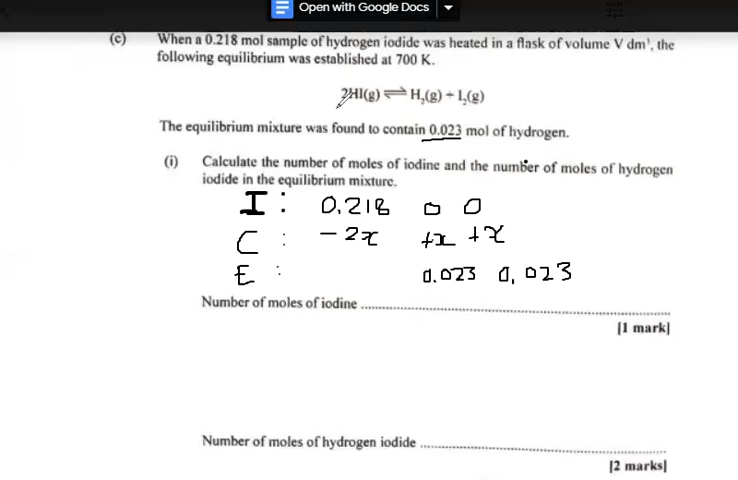 Open with Google Docs
(c) When a 0.218 mol sample of hydrogen iodide was heated in a flask of volume V dm³, the
following equilibrium was established at 700 K.
2HI(g) ⇌ H₂(g) + I₂(g)
The equilibrium mixture was found to contain 0.023 mol of hydrogen.
(i) Calculate the number of moles of iodine and the number of moles of hydrogen
iodide in the equilibrium mixture.
I : 0.218 0 0
C : -2x +x +x
E : 0.023 0.023
Number of moles of iodine ....................
[1 mark]
Number of moles of hydrogen iodide ....................
[2 marks]